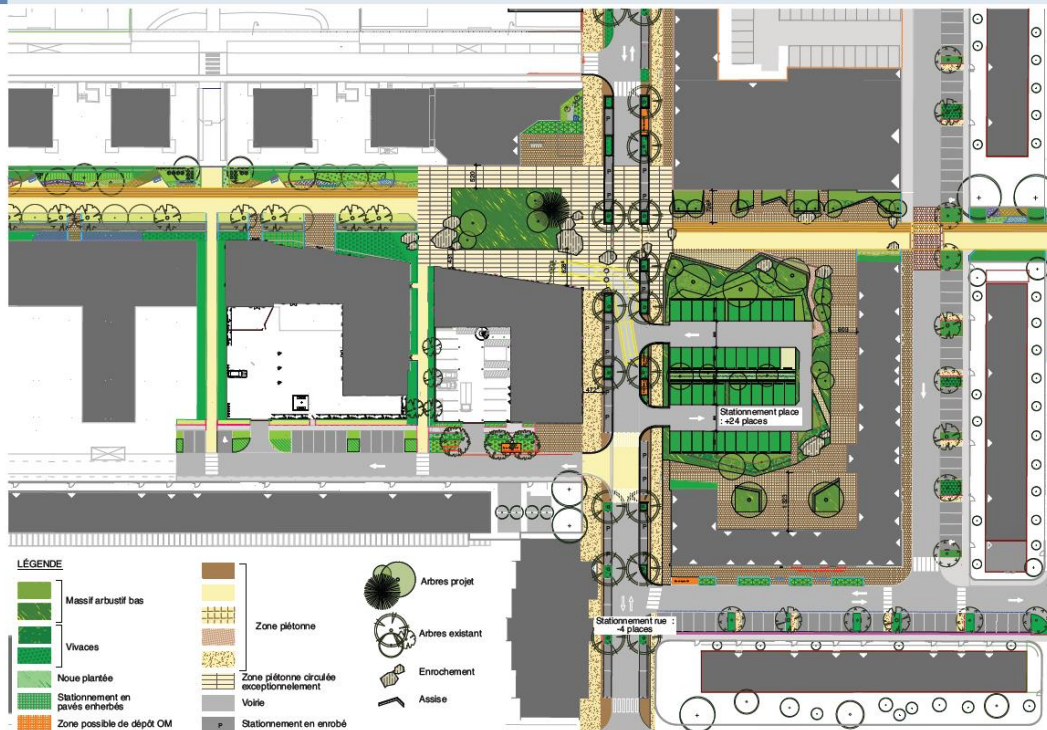 520
Stationnement place
: +24 places
Stationnement rue :
-4 places
LÉGENDE
Massif arbustif bas
Vivaces
Noue plantée
Stationnement en
pavés enherbés
Zone possible de dépôt OM
Zone piétonne
Zone piétonne circulée
exceptionnelement
Voirie
P Stationnement en enrobé
Arbres projet
Arbres existant
Enrochement
Assise